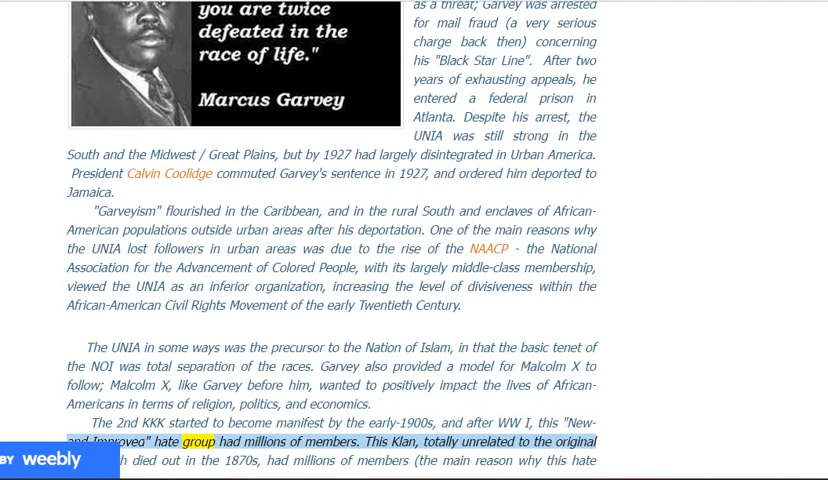 you are twice
defeated in the
race of life."
Marcus Garvey
as a threat; Garvey was arrested
for mail fraud (a very serious
charge back then) concerning
his "Black Star Line".  After two
years of exhausting appeals, he
entered a federal prison in
Atlanta. Despite his arrest, the
UNIA was still strong in the
South and the Midwest / Great Plains, but by 1927 had largely disintegrated in Urban America.
President Calvin Coolidge commuted Garvey's sentence in 1927, and ordered him deported to
Jamaica.
"Garveyism" flourished in the Caribbean, and in the rural South and enclaves of African-
American populations outside urban areas after his deportation. One of the main reasons why
the UNIA lost followers in urban areas was due to the rise of the NAACP - the National
Association for the Advancement of Colored People, with its largely middle-class membership,
viewed the UNIA as an inferior organization, increasing the level of divisiveness within the
African-American Civil Rights Movement of the early Twentieth Century.
The UNIA in some ways was the precursor to the Nation of Islam, in that the basic tenet of
the NOI was total separation of the races. Garvey also provided a model for Malcolm X to
follow; Malcolm X, like Garvey before him, wanted to positively impact the lives of African-
Americans in terms of religion, politics, and economics.
The 2nd KKK started to become manifest by the early-1900s, and after WW I, this "New-
and-Improved" hate group had millions of members. This Klan, totally unrelated to the original
died out in the 1870s, had millions of members (the main reason why this hate
BY weebly